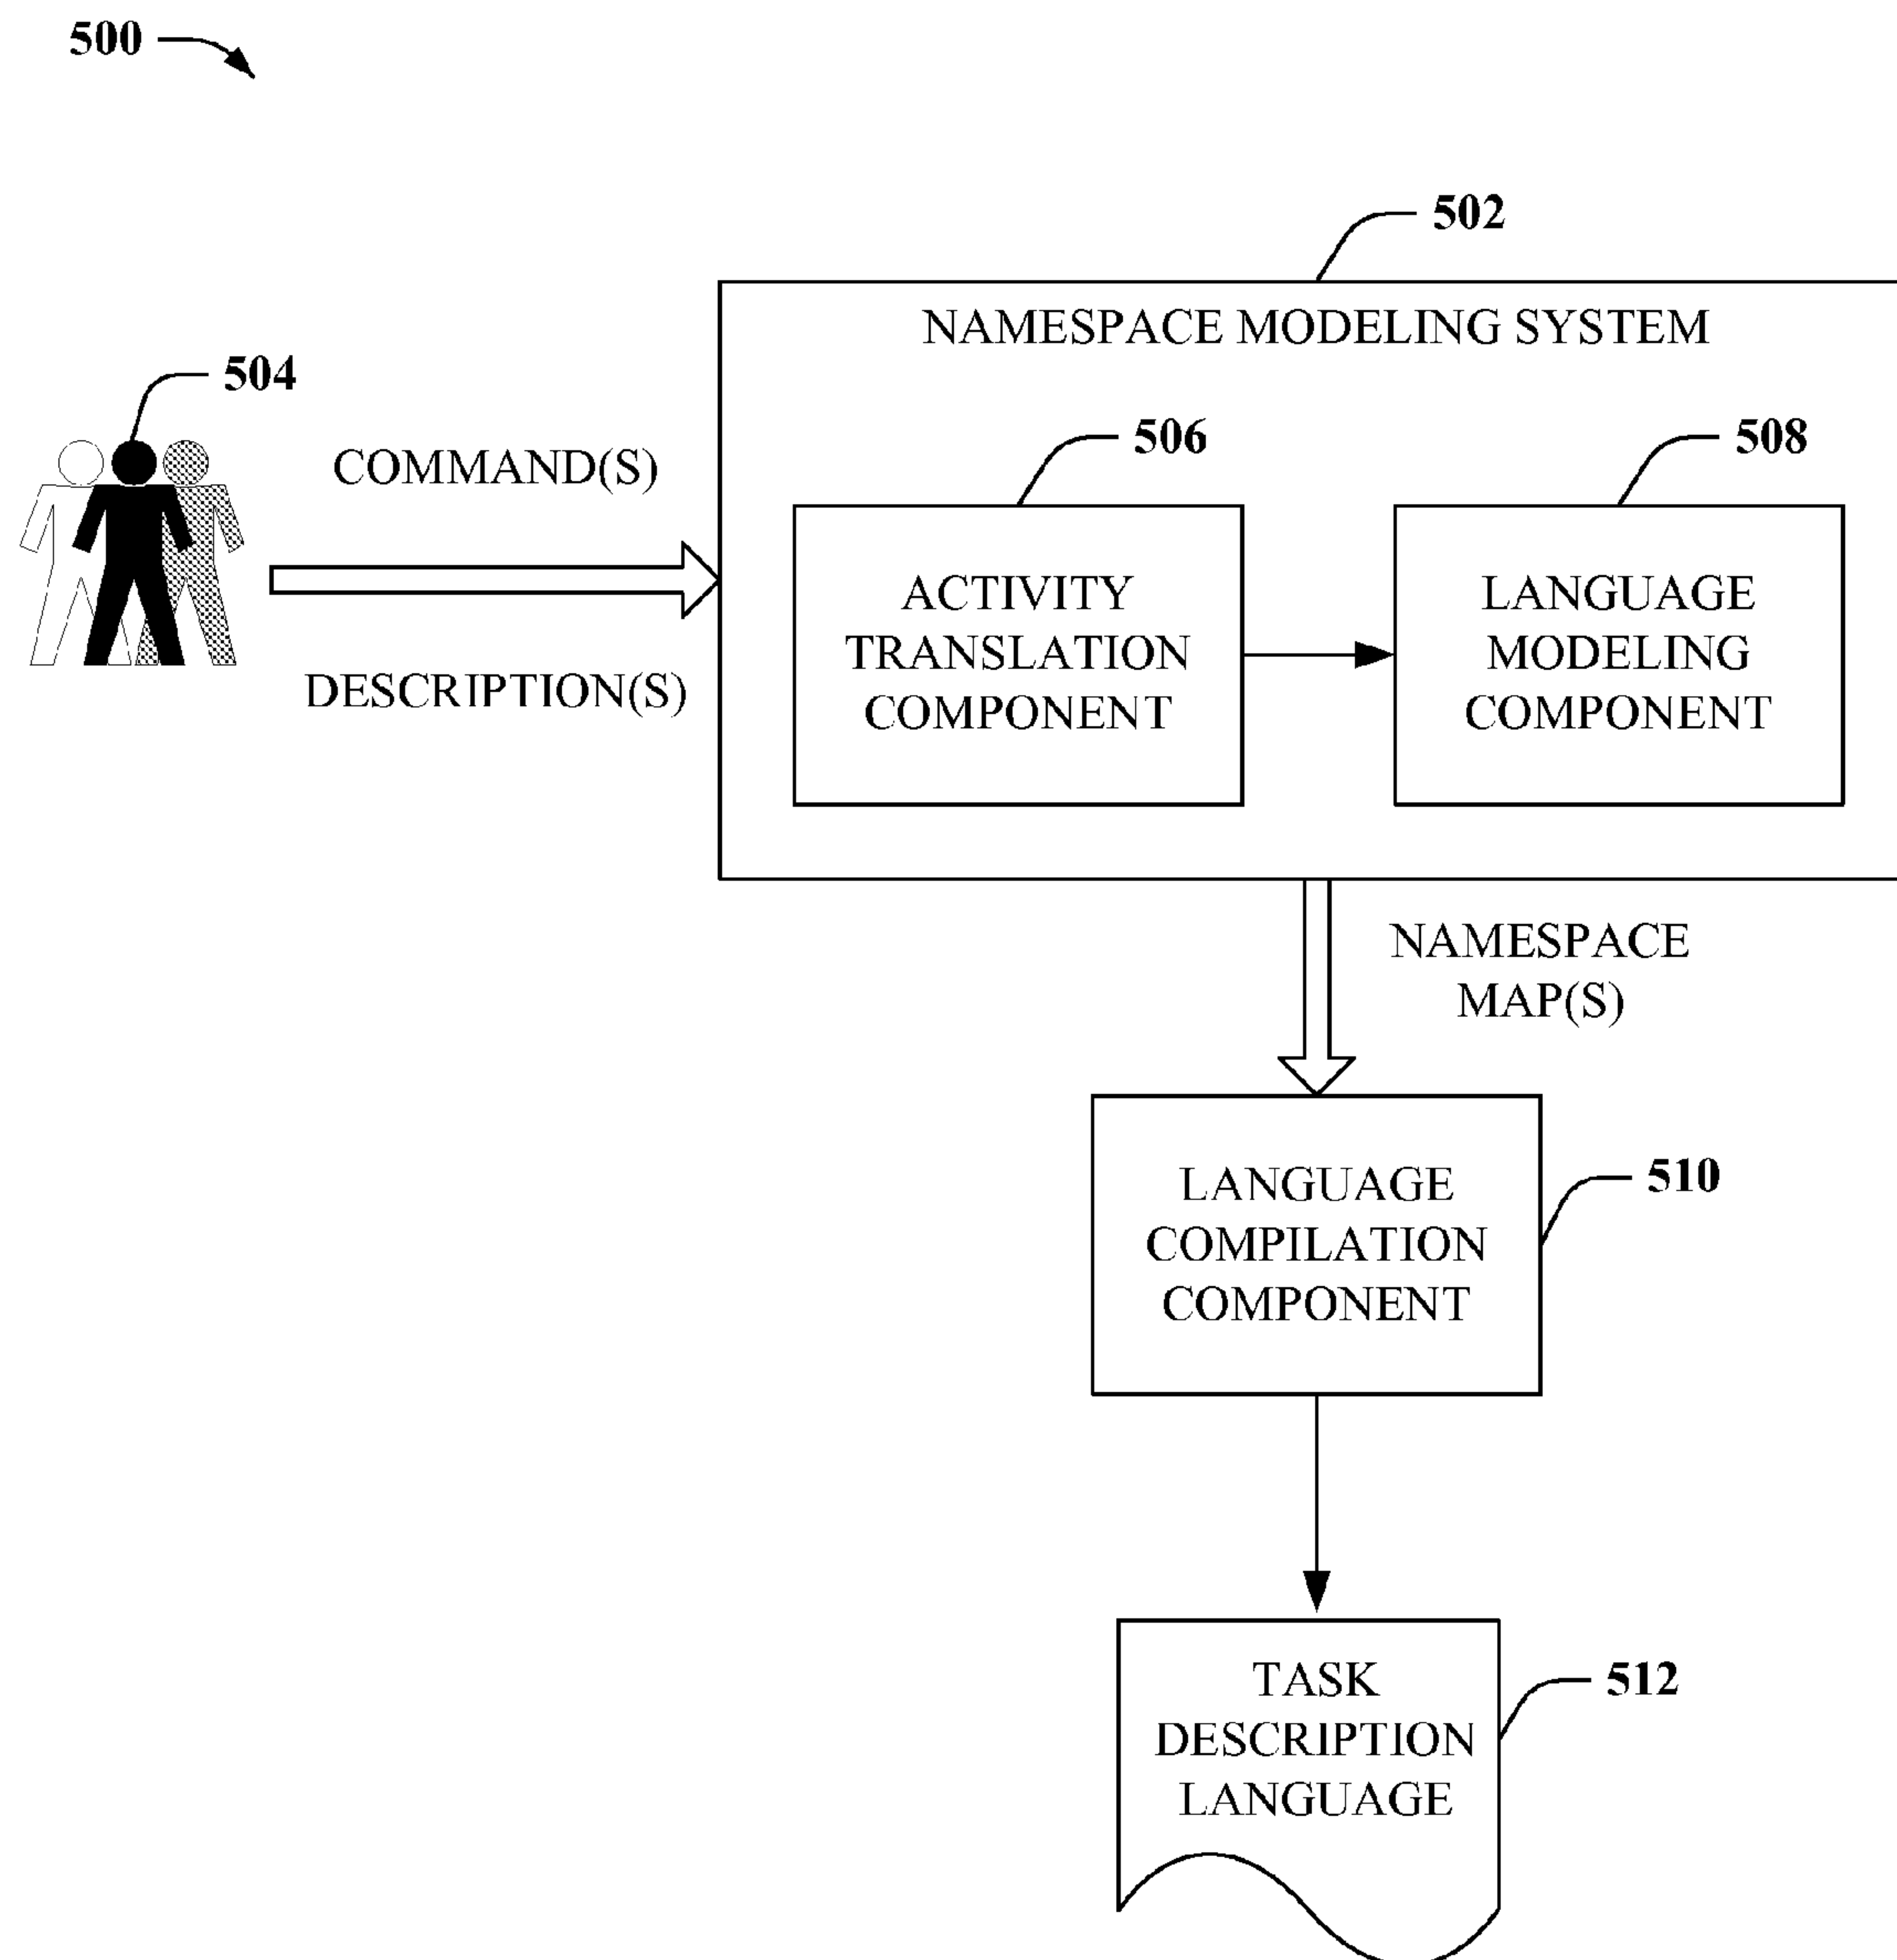 500
502
NAMESPACE MODELING SYSTEM
504
COMMAND(S)
DESCRIPTION(S)
506
508
ACTIVITY
TRANSLATION
COMPONENT
LANGUAGE
MODELING
COMPONENT
NAMESPACE
MAP(S)
LANGUAGE
COMPILATION
COMPONENT
510
TASK
DESCRIPTION
LANGUAGE
512